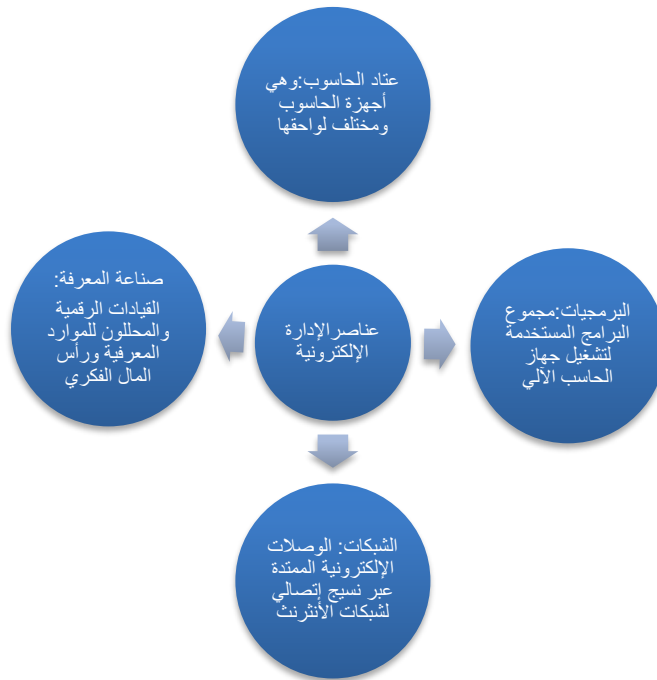 عتاد الحاسوب:وهي
أجهزة الحاسوب
ومختلف لواحقها
البرمجيات:مجموع
البرامج المستخدمة
لتشغيل جهاز
الحاسب الآلي
عناصرالإدارة
الإلكترونية
صناعة المعرفة:
القيادات الرقمية
والمحللون للموارد
المعرفية ورأس
المال الفكري
الشبكات: الوصلات
الإلكترونية الممتدة
عبر نسيج إتصالي
لشبكات الأنثرنث